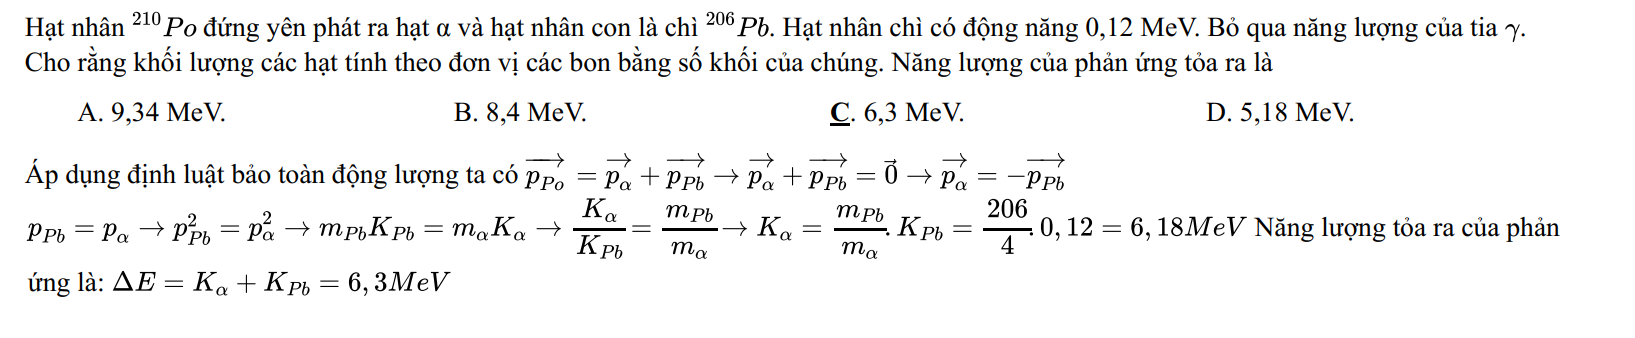 Hạt nhân $^{210}Po$ đứng yên phát ra hạt α và hạt nhân con là chì $^{206}Pb$. Hạt nhân chì có động năng 0,12 MeV. Bỏ qua năng lượng của tia $\gamma$.
Cho rằng khối lượng các hạt tính theo đơn vị các bon bằng số khối của chúng. Năng lượng của phản ứng tỏa ra là
A. 9,34 MeV. B. 8,4 MeV. C. 6,3 MeV. D. 5,18 MeV.
Áp dụng định luật bảo toàn động lượng ta có $\overrightarrow{p_{Po}} = \overrightarrow{p_{\alpha}} + \overrightarrow{p_{Pb}} \rightarrow \overrightarrow{p_{\alpha}} + \overrightarrow{p_{Pb}} = \vec{0} \rightarrow \overrightarrow{p_{\alpha}} = -\overrightarrow{p_{Pb}}$
$p_{Pb} = p_{\alpha} \rightarrow p_{Pb}^{2} = p_{\alpha}^{2} \rightarrow m_{Pb}K_{Pb} = m_{\alpha}K_{\alpha} \rightarrow \frac{K_{\alpha}}{K_{Pb}} = \frac{m_{Pb}}{m_{\alpha}} \rightarrow K_{\alpha} = \frac{m_{Pb}}{m_{\alpha}}.K_{Pb} = \frac{206}{4}.0,12 = 6,18MeV$ Năng lượng tỏa ra của phản
ứng là: $\Delta E = K_{\alpha} + K_{Pb} = 6,3MeV$